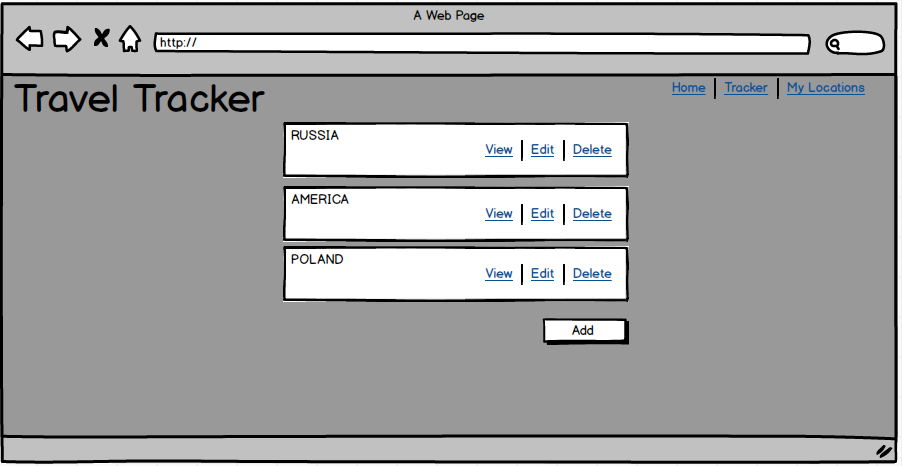 A Web Page
http://
Travel Tracker
Home Tracker My Locations
RUSSIA
View Edit Delete
AMERICA
View Edit Delete
POLAND
View Edit Delete
Add